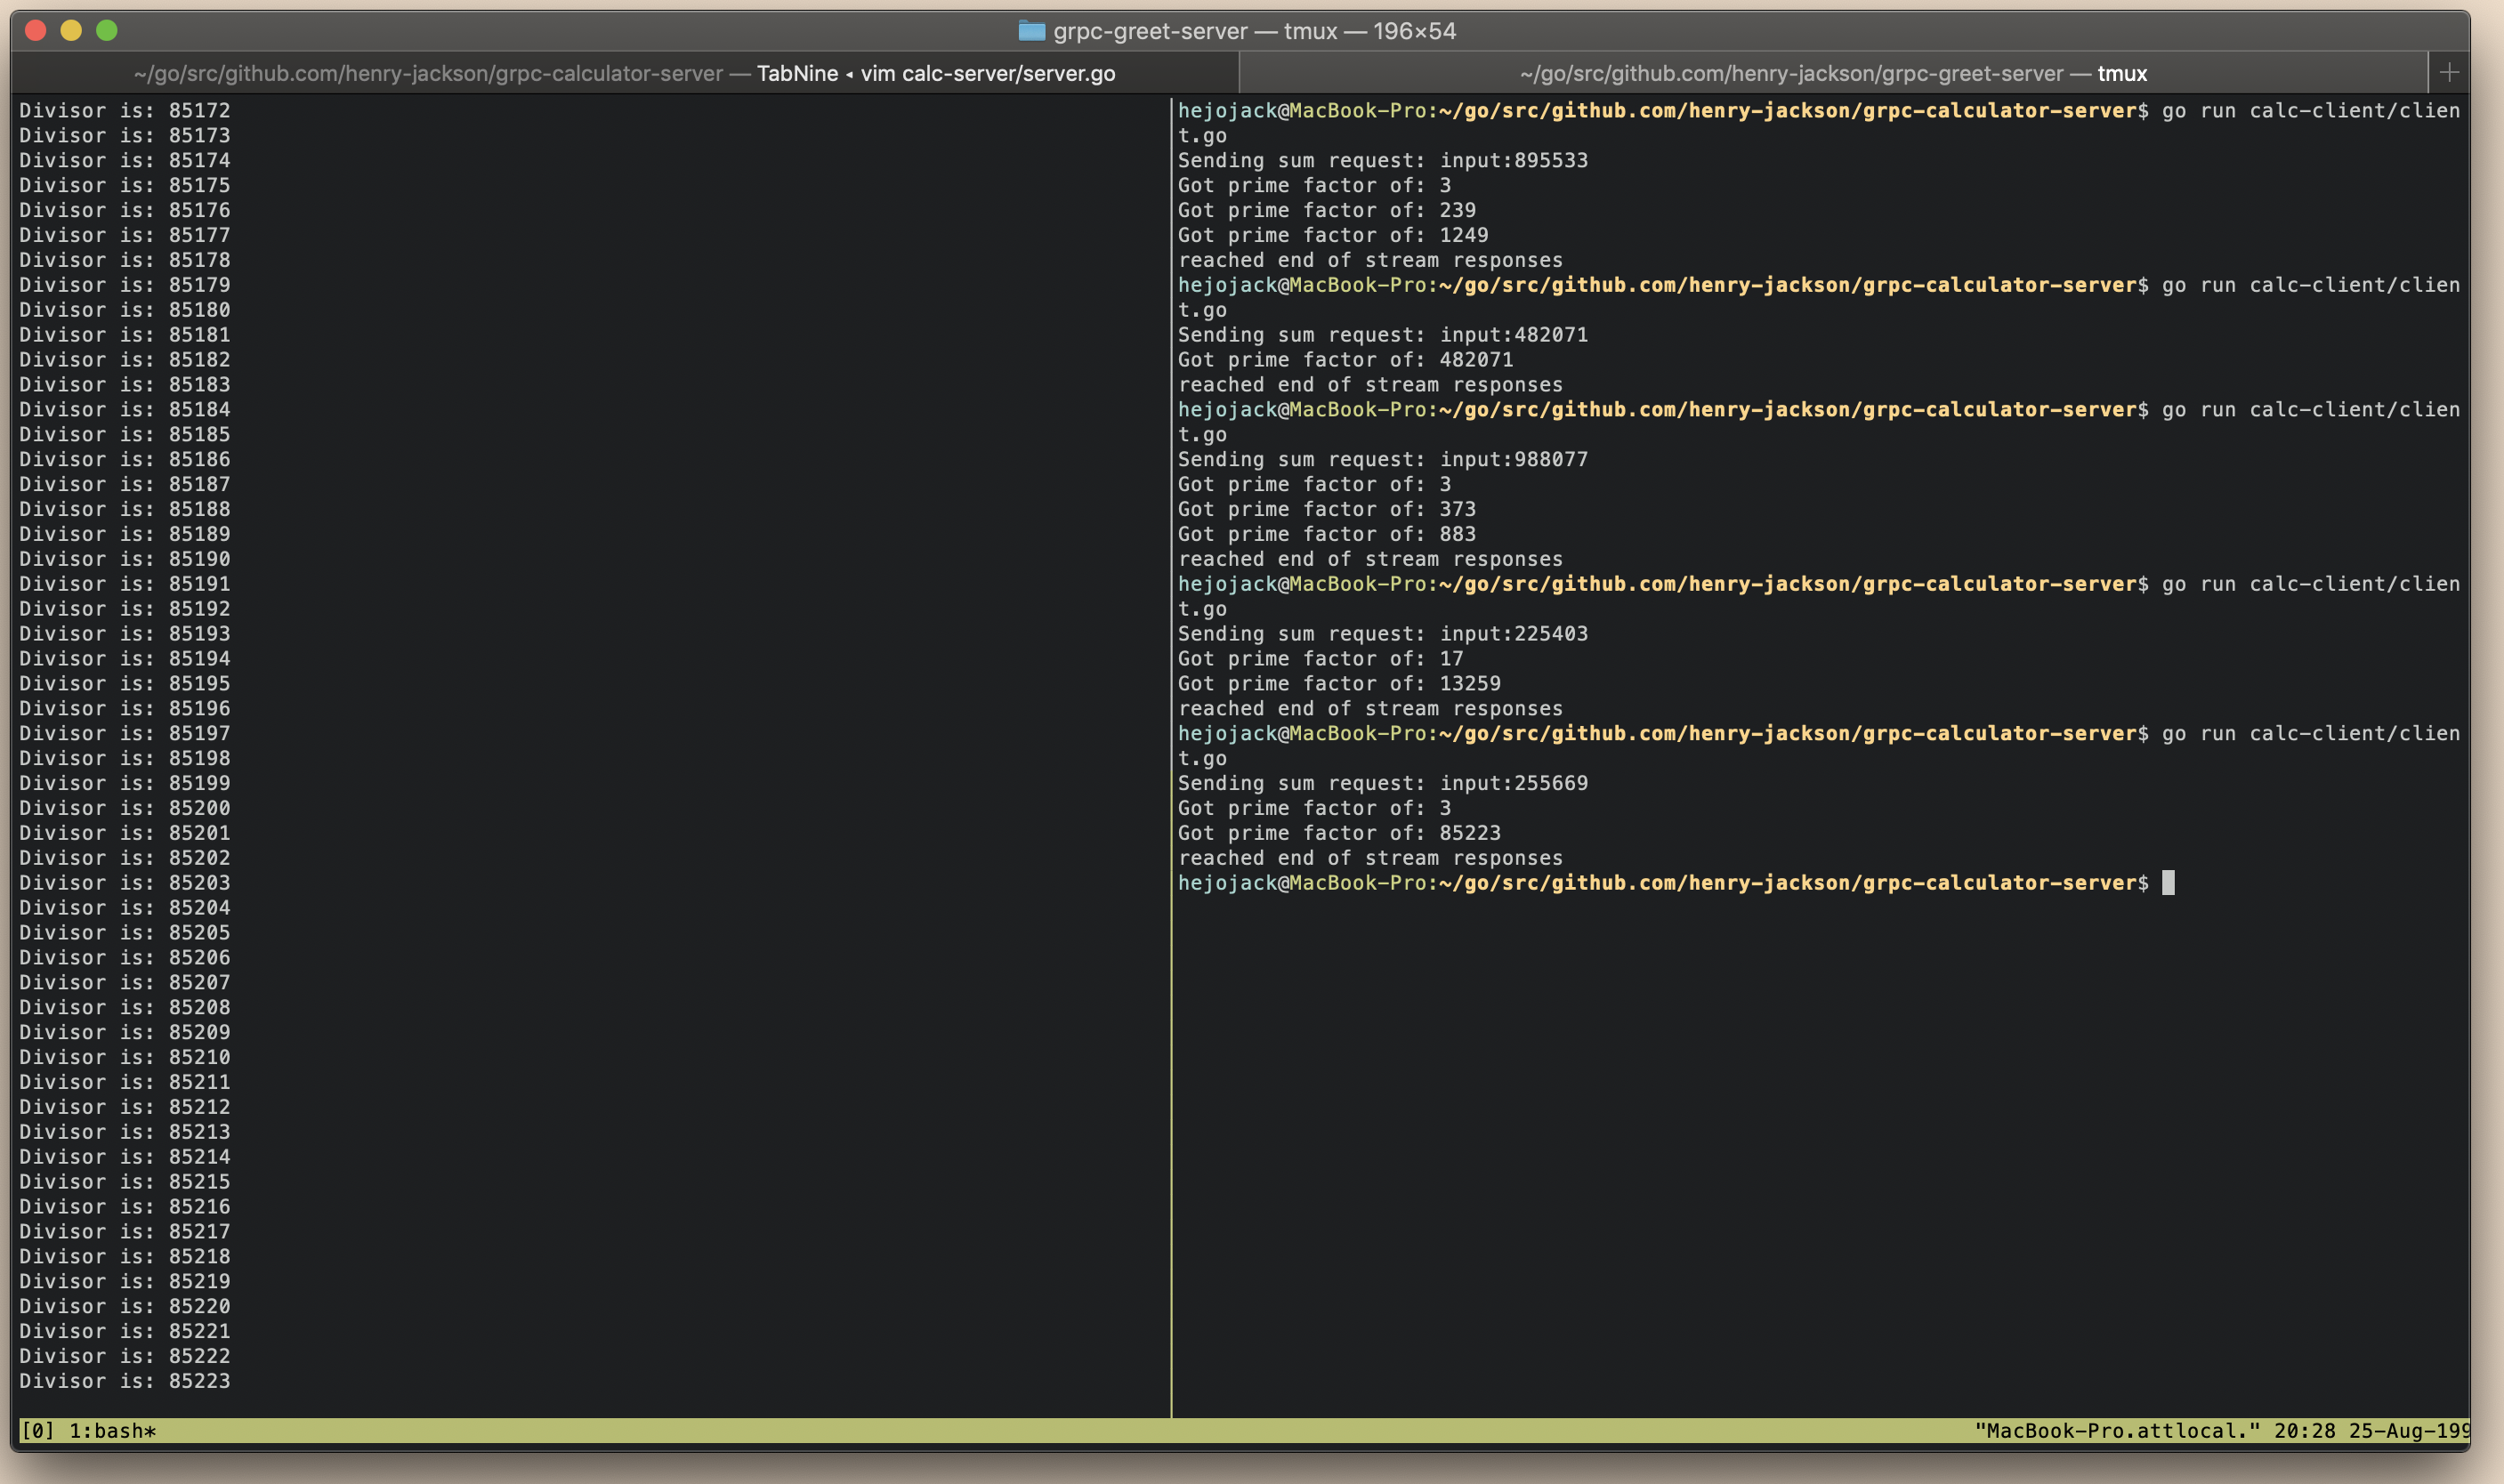 grpc-greet-server — tmux — 196×54
~/go/src/github.com/henry-jackson/grpc-calculator-server — TabNine ◂ vim calc-server/server.go
~/go/src/github.com/henry-jackson/grpc-greet-server — tmux
Divisor is: 85172
Divisor is: 85173
Divisor is: 85174
Divisor is: 85175
Divisor is: 85176
Divisor is: 85177
Divisor is: 85178
Divisor is: 85179
Divisor is: 85180
Divisor is: 85181
Divisor is: 85182
Divisor is: 85183
Divisor is: 85184
Divisor is: 85185
Divisor is: 85186
Divisor is: 85187
Divisor is: 85188
Divisor is: 85189
Divisor is: 85190
Divisor is: 85191
Divisor is: 85192
Divisor is: 85193
Divisor is: 85194
Divisor is: 85195
Divisor is: 85196
Divisor is: 85197
Divisor is: 85198
Divisor is: 85199
Divisor is: 85200
Divisor is: 85201
Divisor is: 85202
Divisor is: 85203
Divisor is: 85204
Divisor is: 85205
Divisor is: 85206
Divisor is: 85207
Divisor is: 85208
Divisor is: 85209
Divisor is: 85210
Divisor is: 85211
Divisor is: 85212
Divisor is: 85213
Divisor is: 85214
Divisor is: 85215
Divisor is: 85216
Divisor is: 85217
Divisor is: 85218
Divisor is: 85219
Divisor is: 85220
Divisor is: 85221
Divisor is: 85222
Divisor is: 85223
hejojack@MacBook-Pro:~/go/src/github.com/henry-jackson/grpc-calculator-server$ go run calc-client/clien
t.go
Sending sum request: input:895533
Got prime factor of: 3
Got prime factor of: 239
Got prime factor of: 1249
reached end of stream responses
hejojack@MacBook-Pro:~/go/src/github.com/henry-jackson/grpc-calculator-server$ go run calc-client/clien
t.go
Sending sum request: input:482071
Got prime factor of: 482071
reached end of stream responses
hejojack@MacBook-Pro:~/go/src/github.com/henry-jackson/grpc-calculator-server$ go run calc-client/clien
t.go
Sending sum request: input:988077
Got prime factor of: 3
Got prime factor of: 373
Got prime factor of: 883
reached end of stream responses
hejojack@MacBook-Pro:~/go/src/github.com/henry-jackson/grpc-calculator-server$ go run calc-client/clien
t.go
Sending sum request: input:225403
Got prime factor of: 17
Got prime factor of: 13259
reached end of stream responses
hejojack@MacBook-Pro:~/go/src/github.com/henry-jackson/grpc-calculator-server$ go run calc-client/clien
t.go
Sending sum request: input:255669
Got prime factor of: 3
Got prime factor of: 85223
reached end of stream responses
hejojack@MacBook-Pro:~/go/src/github.com/henry-jackson/grpc-calculator-server$
[0] 1:bash* "MacBook-Pro.attlocal." 20:28 25-Aug-199